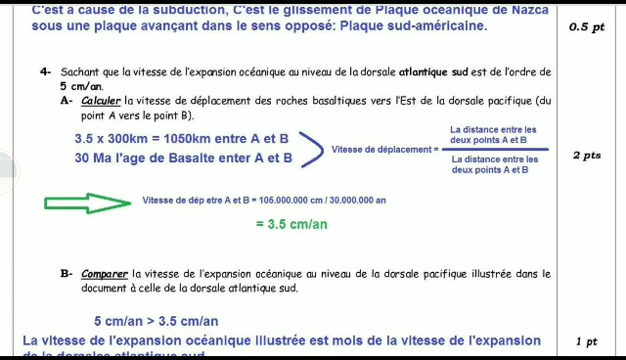 C'est à cause de la subduction, C'est le glissement de Plaque océanique de Nazca
sous une plaque avançant dans le sens opposé: Plaque sud-américaine.
0.5 pt
4- Sachant que la vitesse de l'expansion océanique au niveau de la dorsale atlantique sud est de l'ordre de
5 cm/an.
A- Calculer la vitesse de déplacement des roches basaltiques vers l'Est de la dorsale pacifique (du
point A vers le point B).
3.5 x 300km = 1050km entre A et B
30 Ma l'age de Basalte enter A et B
Vitesse de déplacement =
La distance entre les
deux points A et B
La distance entre les
deux points A et B
2 pts
Vitesse de dép etre A et B = 105.000.000 cm / 30.000.000 an
= 3.5 cm/an
B- Comparer la vitesse de l'expansion océanique au niveau de la dorsale pacifique illustrée dans le
document à celle de la dorsale atlantique sud.
5 cm/an > 3.5 cm/an
La vitesse de l'expansion océanique illustrée est mois de la vitesse de l'expansion
1 pt
de la dorsales atlantique sud